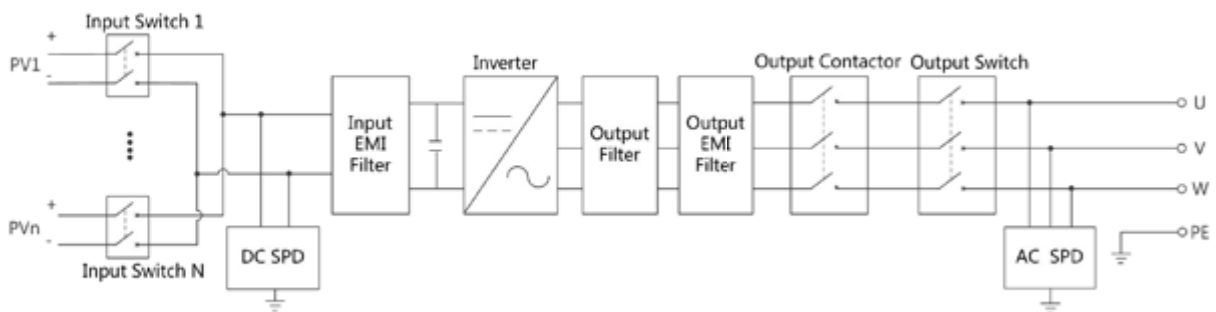 Input Switch 1
+
PV1
-
PVn
+
-
Input Switch N
DC SPD
Input
EMI
Filter
Inverter
Output
Filter
Output
EMI
Filter
Output Contactor
Output Switch
U
V
W
PE
AC SPD